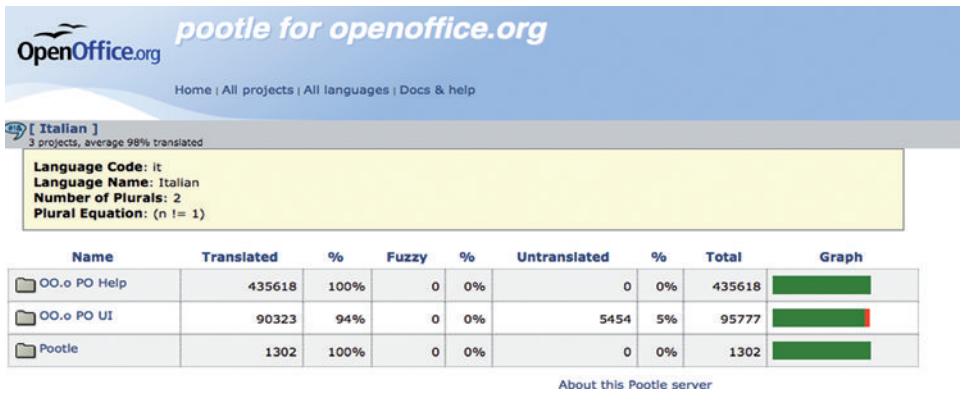 pootle for openoffice.org
OpenOffice.org
Home | All projects | All languages | Docs & help
[ Italian ]
3 projects, average 98% translated
Language Code: it
Language Name: Italian
Number of Plurals: 2
Plural Equation: (n != 1)
Name Translated % Fuzzy % Untranslated % Total Graph
OO.o PO Help 435618 100% 0 0% 0 0% 435618
OO.o PO UI 90323 94% 0 0% 5454 5% 95777
Pootle 1302 100% 0 0% 0 0% 1302
About this Pootle server